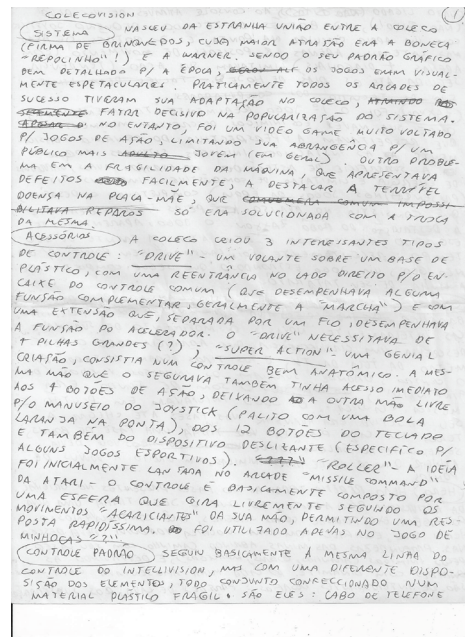 COLECOVISION
1
SISTEMA NASCEU DA ESTRANHA UNIÃO ENTRE A COLECO
(FIRMA DE BRINQUEDOS, CUJA MAIOR ATRAÇÃO ERA A BONECA
"REPOLINHO"!) E A WARNER. SENDO O SEU PADRÃO GRÁFICO
BEM DETALHADO P/ A ÉPOCA, OS JOGOS ERAM VISUAL-
MENTE ESPETACULARES. PRATICAMENTE TODOS OS ARCADES DE
SUCESSO TIVERAM SUA ADAPTAÇÃO NO COLECO,
FATOR DECISIVO NA POPULARIZAÇÃO DO SISTEMA.
NO ENTANTO, FOI UM VIDEO GAME MUITO VOLTADO
P/ JOGOS DE AÇÃO, LIMITANDO SUA ABRANGÊNCIA P/ UM
PÚBLICO MAIS JOVEM (EM GERAL). OUTRO PROBLE-
MA EM A FRAGILIDADE DA MÁQUINA, QUE APRESENTAVA
DEFEITOS FACILMENTE, A DESTACAR A TERRÍVEL
DOENÇA NA PLACA-MÃE, QUE
SÓ ERA SOLUCIONADA COM A TROCA
DA MESMA.
ACESSÓRIOS A COLECO CRIOU 3 INTERESSANTES TIPOS
DE CONTROLE: "DRIVE" - UM VOLANTE SOBRE UM BASE DE
PLÁSTICO, COM UMA REENTRÂNCIA NO LADO DIREITO P/ O EN-
CAIXE DO CONTROLE COMUM (QUE DESEMPENHAVA ALGUMA
FUNSÃO COMPLEMENTAR, GERALMENTE A "MARCHA") E COM
UMA EXTENSÃO QUE, SEPARADA POR UM FIO, DESEMPENHAVA
A FUNSÃO DO ACELERADOR. O "DRIVE" NECESSITAVA DE
4 PILHAS GRANDES (?); "SUPER ACTION" - UMA GENIAL
CRIAÇÃO, CONSISTIA NUM CONTROLE BEM ANATÔMICO. A MES-
MA MÃO QUE O SEGURAVA TAMBÉM TINHA ACESSO IMEDIATO
AOS 4 BOTÕES DE AÇÃO, DEIXANDO A OUTRA MÃO LIVRE
P/ O MANUSEIO DO JOYSTICK (PALITO COM UMA BOLA
LARANJA NA PONTA), DOS 12 BOTÕES DO TECLADO
E TAMBÉM DO DISPOSITIVO DESLIZANTE (ESPECÍFICO P/
ALGUNS JOGOS ESPORTIVOS). "ROLLER" - A IDÉIA
FOI INICIALMENTE LANÇADA NO ARCADE "MISSILE COMMAND"
DA ATARI - O CONTROLE É BASICAMENTE COMPOSTO POR
UMA ESFERA QUE GIRA LIVREMENTE SEGUINDO OS
MOVIMENTOS "ACARICIANTES" DA SUA MÃO, PERMITINDO UMA RES-
POSTA RAPIDÍSSIMA. FOI UTILIZADO APENAS NO JOGO DE
MINHOCAS "?"
CONTROLE PADRÃO SEGUIU BASICAMENTE A MESMA LINHA DO
CONTROLE DO INTELLIVISION, MAS COM UMA DIFERENTE DISPO-
SIÇÃO DOS ELEMENTOS, TODO CONJUNTO CONFECCIONADO NUM
MATERIAL PLÁSTICO FRÁGIL. SÃO ELES: CABO DE TELEFONE